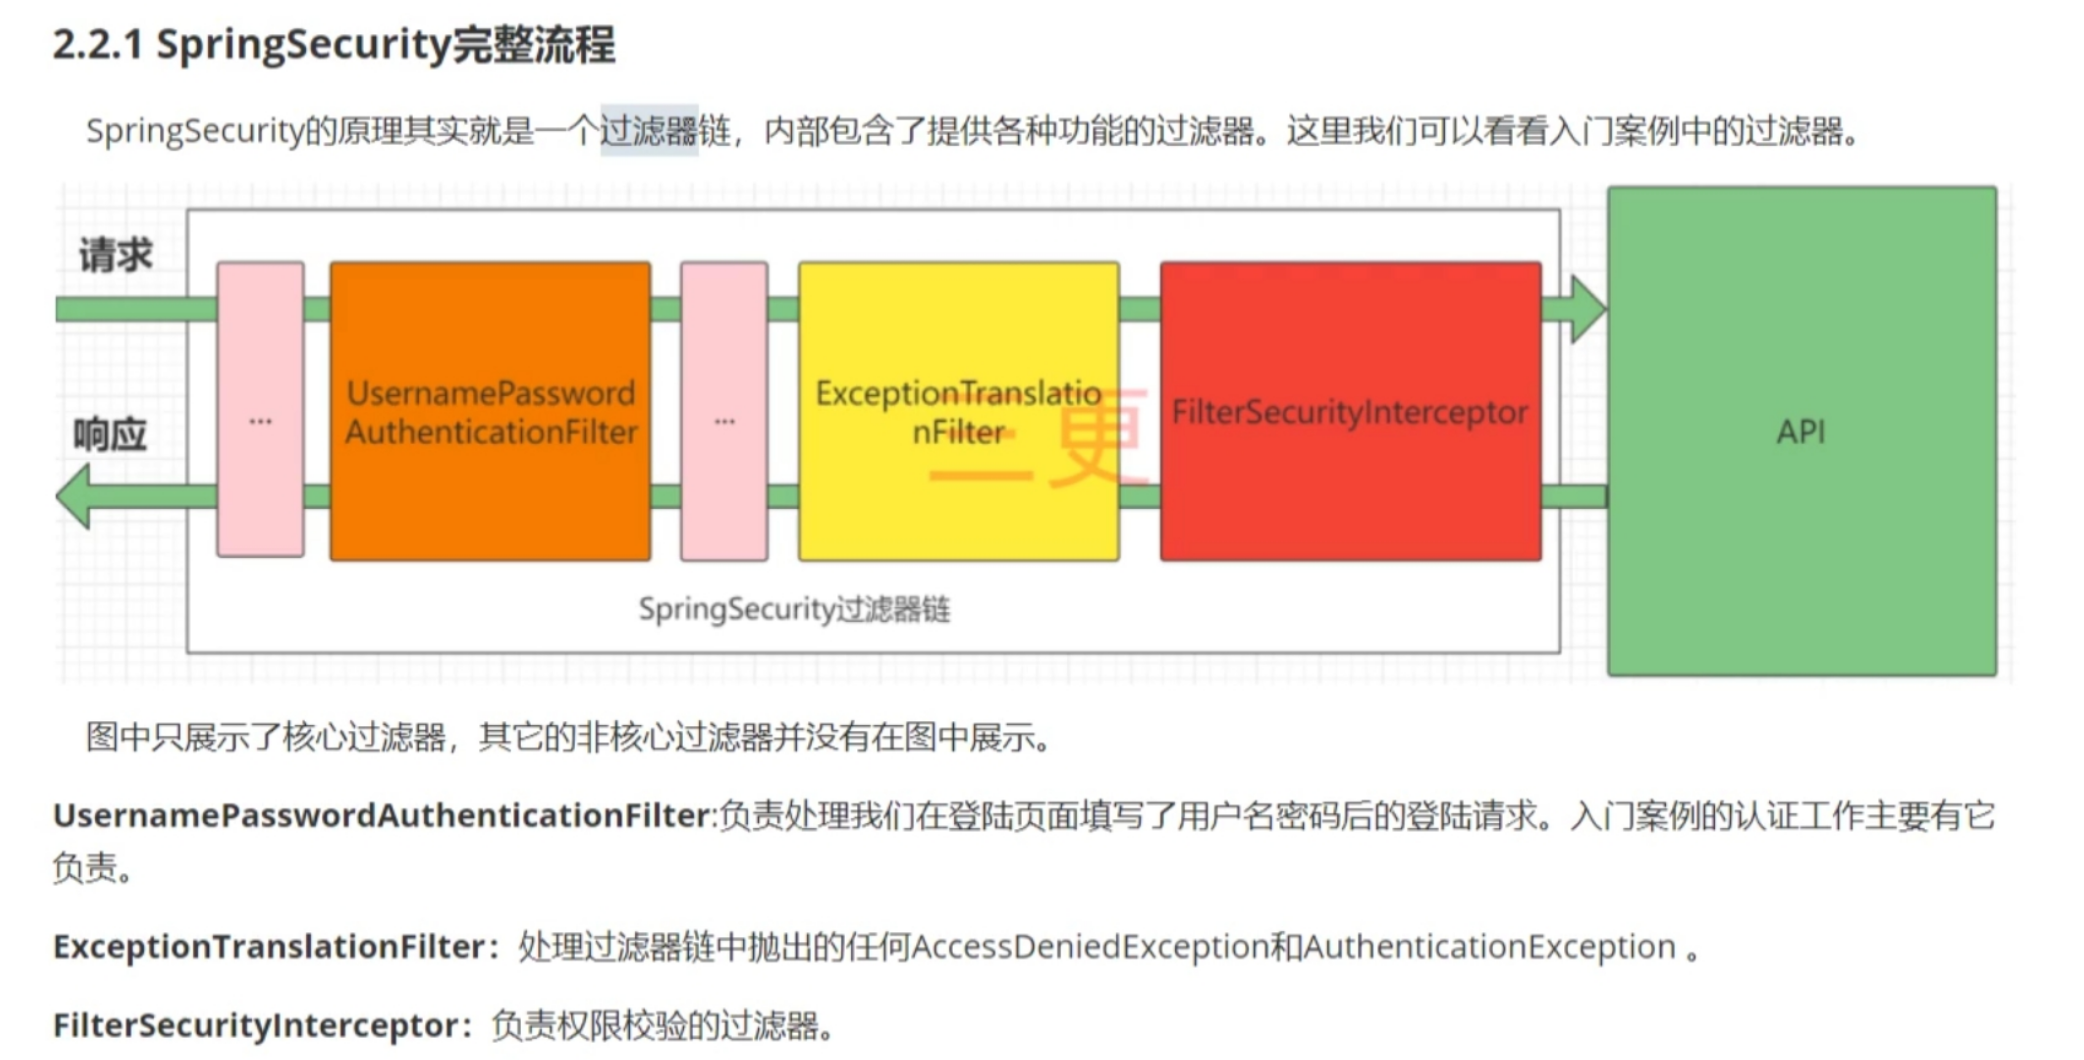 2.2.1 SpringSecurity完整流程
SpringSecurity的原理其实就是一个过滤器链，内部包含了提供各种功能的过滤器。这里我们可以看看入门案例中的过滤器。
请求
响应
...
UsernamePassword
AuthenticationFilter
...
ExceptionTranslatio
nFilter
三更
FilterSecurityInterceptor
API
SpringSecurity过滤器链
图中只展示了核心过滤器，其它的非核心过滤器并没有在图中展示。
UsernamePasswordAuthenticationFilter:负责处理我们在登陆页面填写了用户名密码后的登陆请求。入门案例的认证工作主要有它
负责。
ExceptionTranslationFilter：处理过滤器链中抛出的任何AccessDeniedException和AuthenticationException 。
FilterSecurityInterceptor：负责权限校验的过滤器。